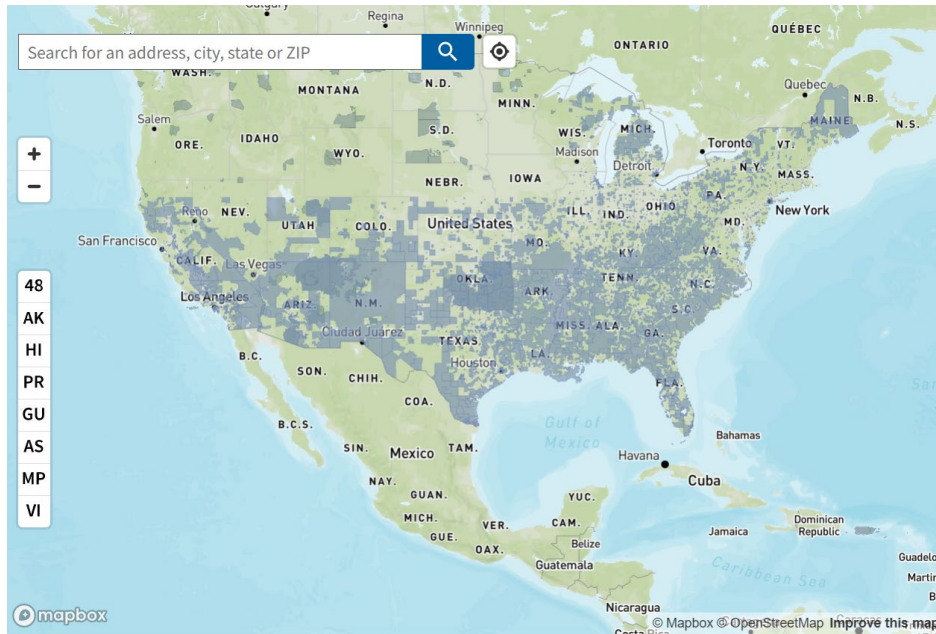 Calgary
Regina
Winnipeg
QUÉBEC
ONTARIO
Search for an address, city, state or ZIP
WASH.
MONTANA
N.D.
MINN.
Quebec
N.B.
MAINE
N.S.
Salem
ORE.
IDAHO
WYO.
S.D.
WIS.
MICH.
Toronto
VT.
Madison
Detroit
N.Y.
MASS.
+
−
NEBR.
IOWA
PA.
Reno
NEV.
UTAH
COLO.
United States
ILL.
IND.
OHIO
MD.
New York
San Francisco
CALIF.
Las Vegas
MO.
KY.
VA.
OKLA.
ARK.
TENN.
N.C.
Los Angeles
ARIZ.
N.M.
S.C.
Ciudad Juárez
TEXAS
MISS.
ALA.
GA.
B.C.
SON.
CHIH.
Houston
LA.
FLA.
COA.
B.C.S.
Gulf of
Mexico
Bahamas
SIN.
Mexico
TAM.
Havana
Cuba
NAY.
GUAN.
YUC.
MICH.
VER.
CAM.
Jamaica
Dominican
Republic
GUE.
OAX.
Belize
Guatemala
Caribbean Sea
Nicaragua
48
AK
HI
PR
GU
AS
MP
VI
mapbox
© Mapbox © OpenStreetMap Improve this map